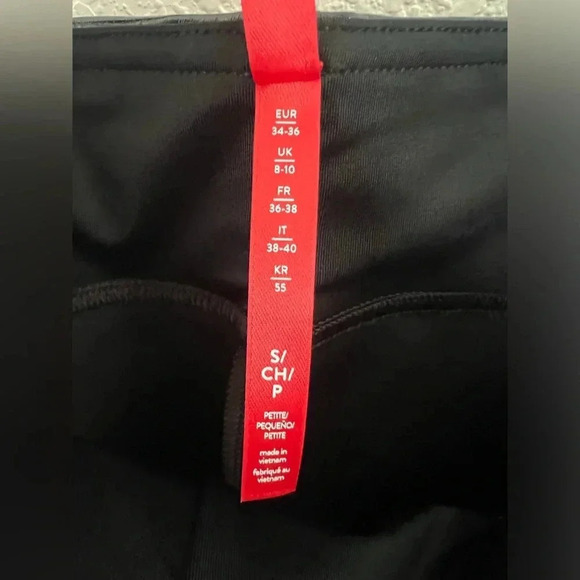 EUR
34-36
UK
8-10
FR
36-38
IT
38-40
KR
55
S/
CH/
P
PETITE/
PEQUEÑO/
PETITE
made in
vietnam
fabriqué au
vietnam